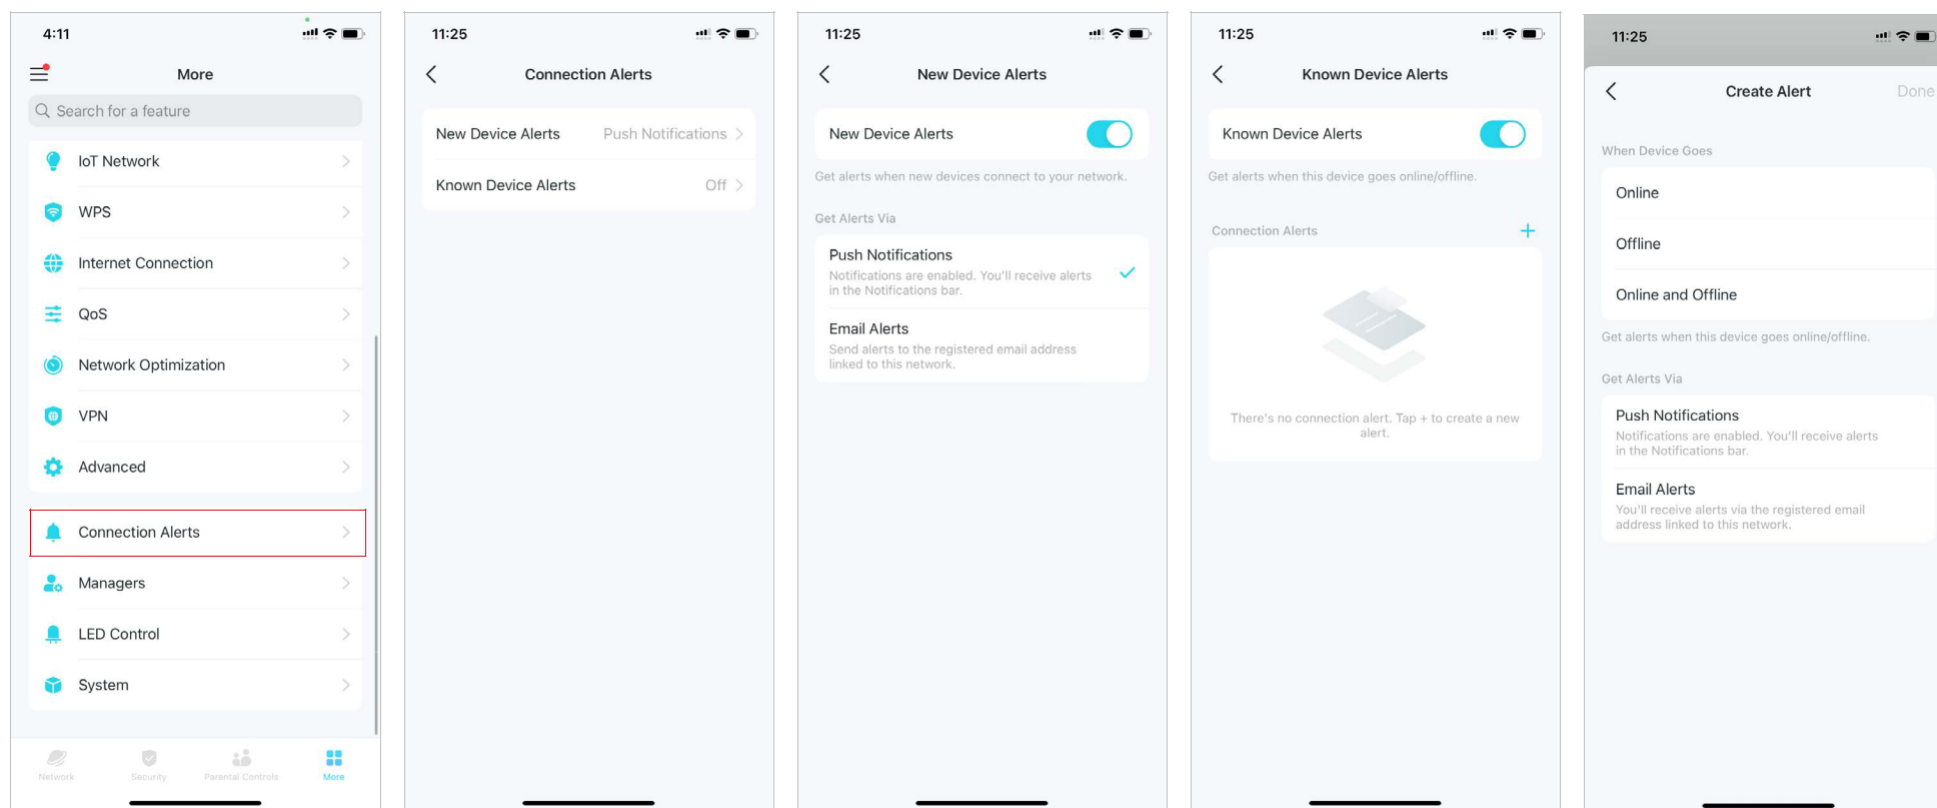 4:11
More
Search for a feature
IoT Network
WPS
Internet Connection
QoS
Network Optimization
VPN
Advanced
Connection Alerts
Managers
LED Control
System
Network Security Parental Controls More
11:25
Connection Alerts
New Device Alerts Push Notifications
Known Device Alerts Off
11:25
New Device Alerts
New Device Alerts
Get alerts when new devices connect to your network.
Get Alerts Via
Push Notifications
Notifications are enabled. You'll receive alerts
in the Notifications bar.
Email Alerts
Send alerts to the registered email address
linked to this network.
11:25
Known Device Alerts
Known Device Alerts
Get alerts when this device goes online/offline.
Connection Alerts
There's no connection alert. Tap + to create a new
alert.
11:25
Create Alert Done
When Device Goes
Online
Offline
Online and Offline
Get alerts when this device goes online/offline.
Get Alerts Via
Push Notifications
Notifications are enabled. You'll receive alerts
in the Notifications bar.
Email Alerts
You'll receive alerts via the registered email
address linked to this network.